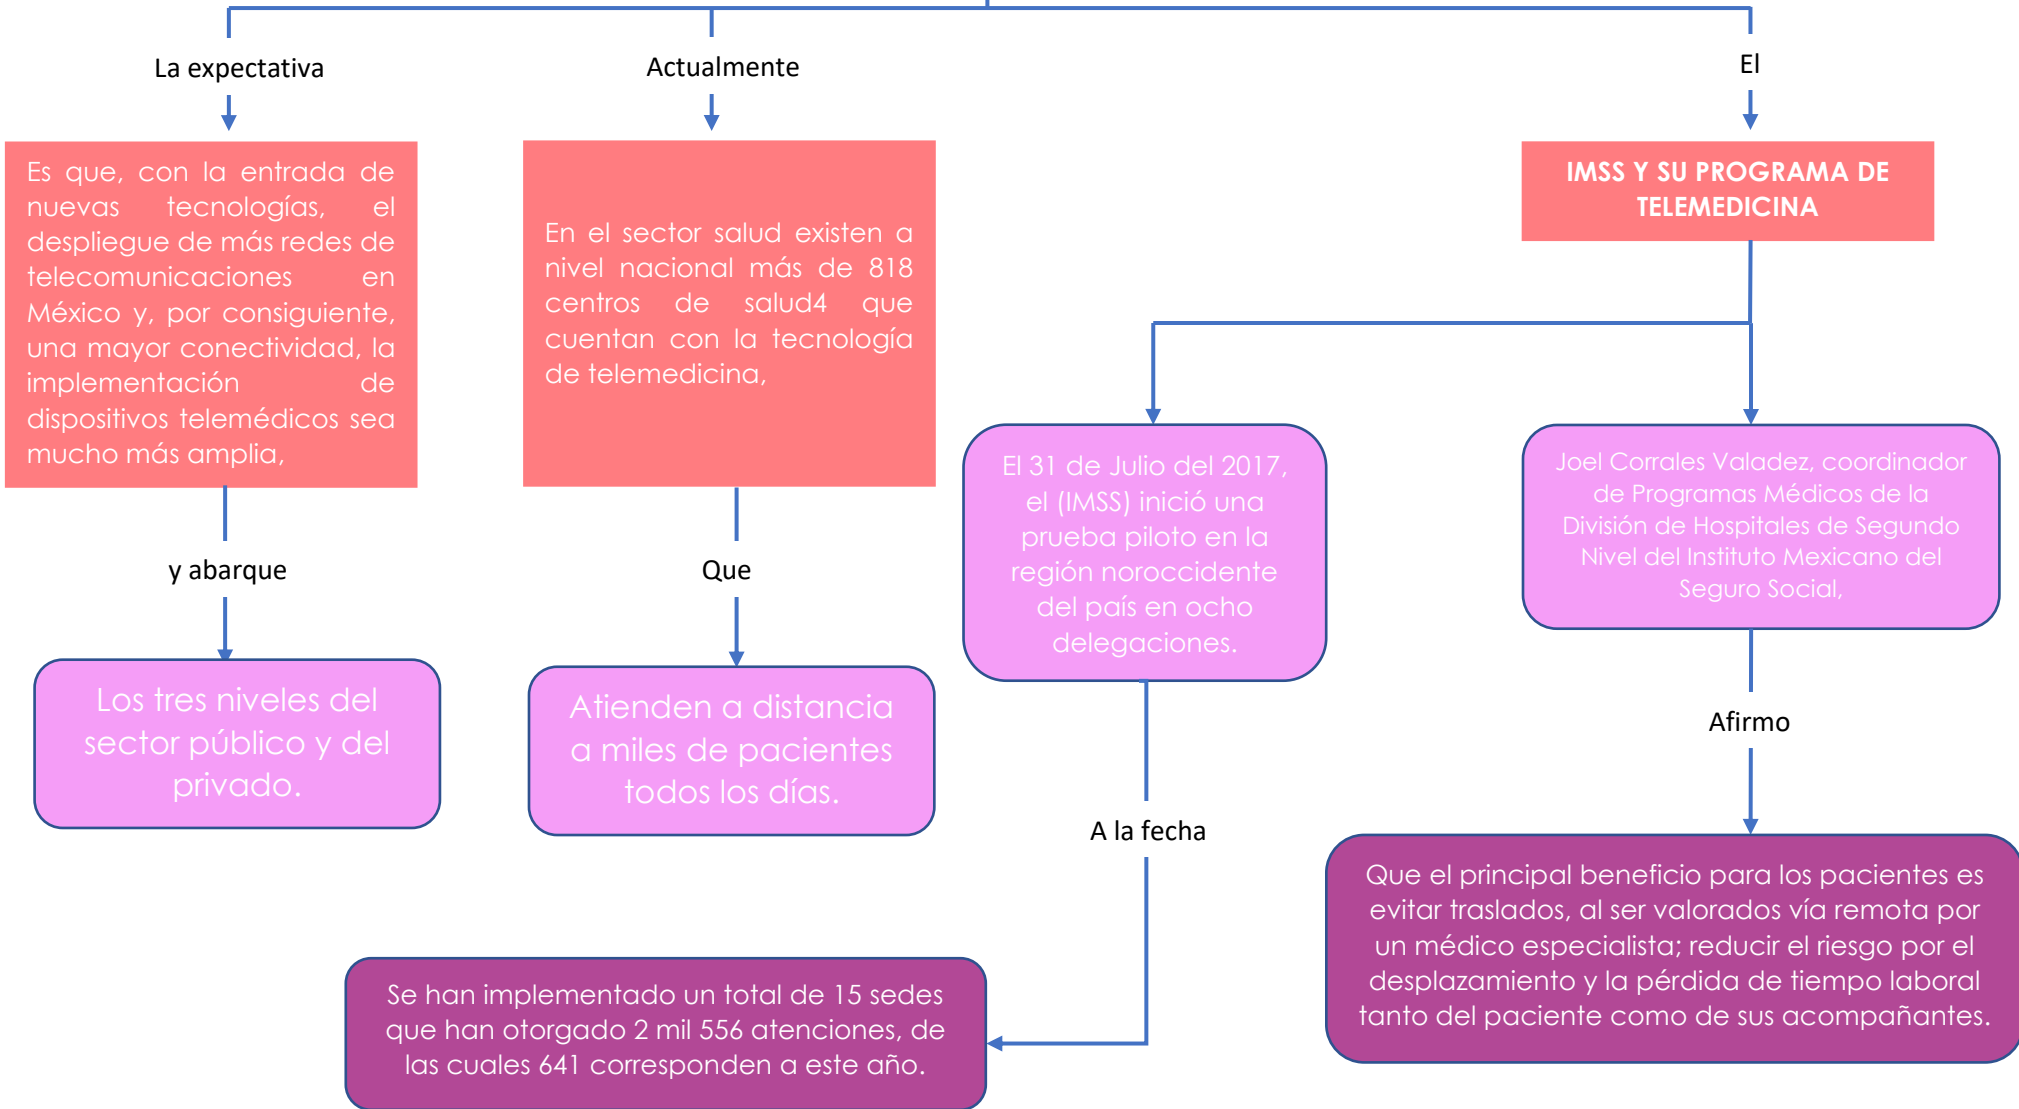 La expectativa
Es que, con la entrada de
nuevas tecnologías, el
despliegue de más redes de
telecomunicaciones en
México y, por consiguiente,
una mayor conectividad, la
implementación de
dispositivos telemédicos sea
mucho más amplia,
y abarque
Los tres niveles del
sector público y del
privado.
Actualmente
En el sector salud existen a
nivel nacional más de 818
centros de salud4 que
cuentan con la tecnología
de telemedicina,
Que
Atienden a distancia
a miles de pacientes
todos los días.
El
IMSS Y SU PROGRAMA DE
TELEMEDICINA
El 31 de Julio del 2017,
el (IMSS) inició una
prueba piloto en la
región noroccidente
del país en ocho
delegaciones.
A la fecha
Se han implementado un total de 15 sedes
que han otorgado 2 mil 556 atenciones, de
las cuales 641 corresponden a este año.
Joel Corrales Valadez, coordinador
de Programas Médicos de la
División de Hospitales de Segundo
Nivel del Instituto Mexicano del
Seguro Social,
Afirmo
Que el principal beneficio para los pacientes es
evitar traslados, al ser valorados vía remota por
un médico especialista; reducir el riesgo por el
desplazamiento y la pérdida de tiempo laboral
tanto del paciente como de sus acompañantes.